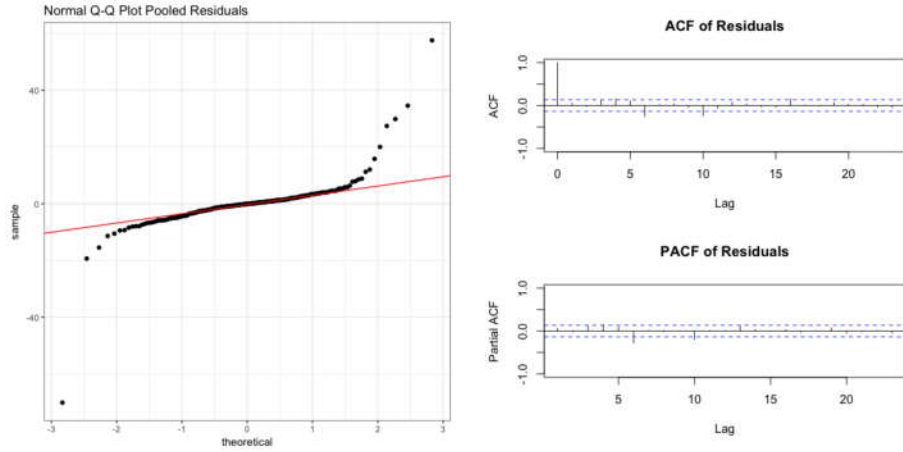 Normal Q-Q Plot Pooled Residuals
sample
40
0
-40
-3
-2
-1
0
1
2
3
theoretical
ACF of Residuals
ACF
1.0
0.0
-1.0
0
5
10
15
20
Lag
PACF of Residuals
Partial ACF
1.0
0.0
-1.0
5
10
15
20
Lag